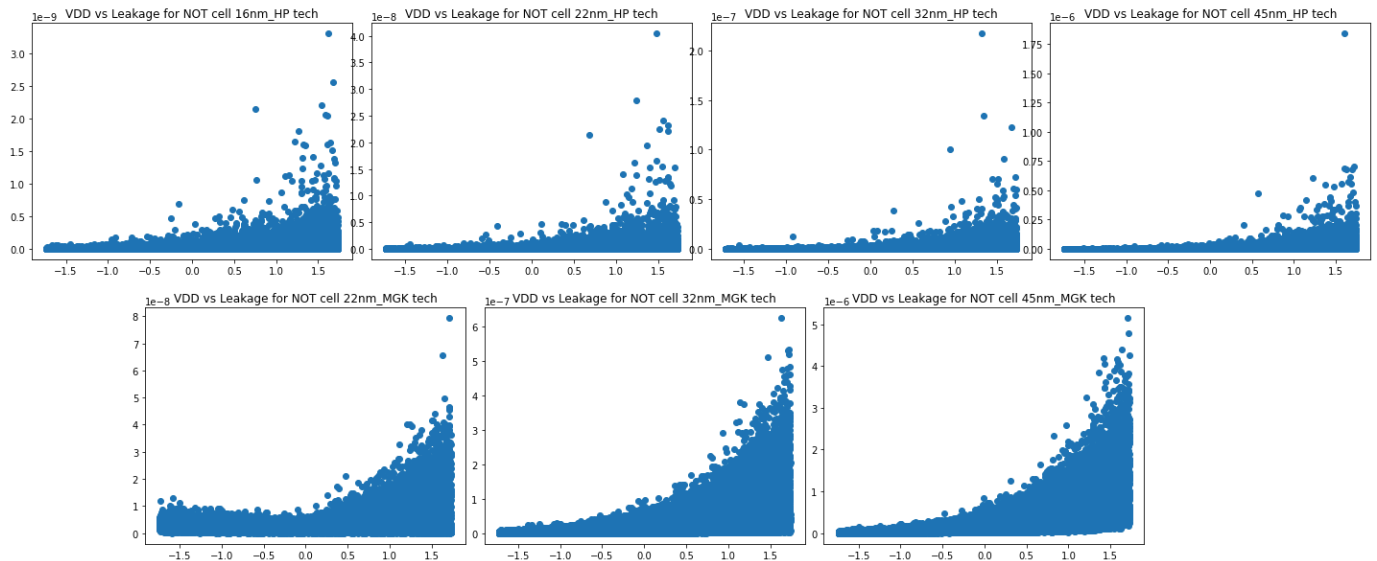 VDD vs Leakage for NOT cell 16nm_HP tech
1e-9
3.0
2.5
2.0
1.5
1.0
0.5
0.0
−1.5 −1.0 −0.5 0.0 0.5 1.0 1.5
VDD vs Leakage for NOT cell 22nm_HP tech
1e-8
4.0
3.5
3.0
2.5
2.0
1.5
1.0
0.5
0.0
−1.5 −1.0 −0.5 0.0 0.5 1.0 1.5
VDD vs Leakage for NOT cell 32nm_HP tech
1e-7
2.0
1.5
1.0
0.5
0.0
−1.5 −1.0 −0.5 0.0 0.5 1.0 1.5
VDD vs Leakage for NOT cell 45nm_HP tech
1e-6
1.75
1.50
1.25
1.00
0.75
0.50
0.25
0.00
−1.5 −1.0 −0.5 0.0 0.5 1.0 1.5
VDD vs Leakage for NOT cell 22nm_MGK tech
1e-8
8
7
6
5
4
3
2
1
0
−1.5 −1.0 −0.5 0.0 0.5 1.0 1.5
VDD vs Leakage for NOT cell 32nm_MGK tech
1e-7
6
5
4
3
2
1
0
−1.5 −1.0 −0.5 0.0 0.5 1.0 1.5
VDD vs Leakage for NOT cell 45nm_MGK tech
1e-6
5
4
3
2
1
0
−1.5 −1.0 −0.5 0.0 0.5 1.0 1.5